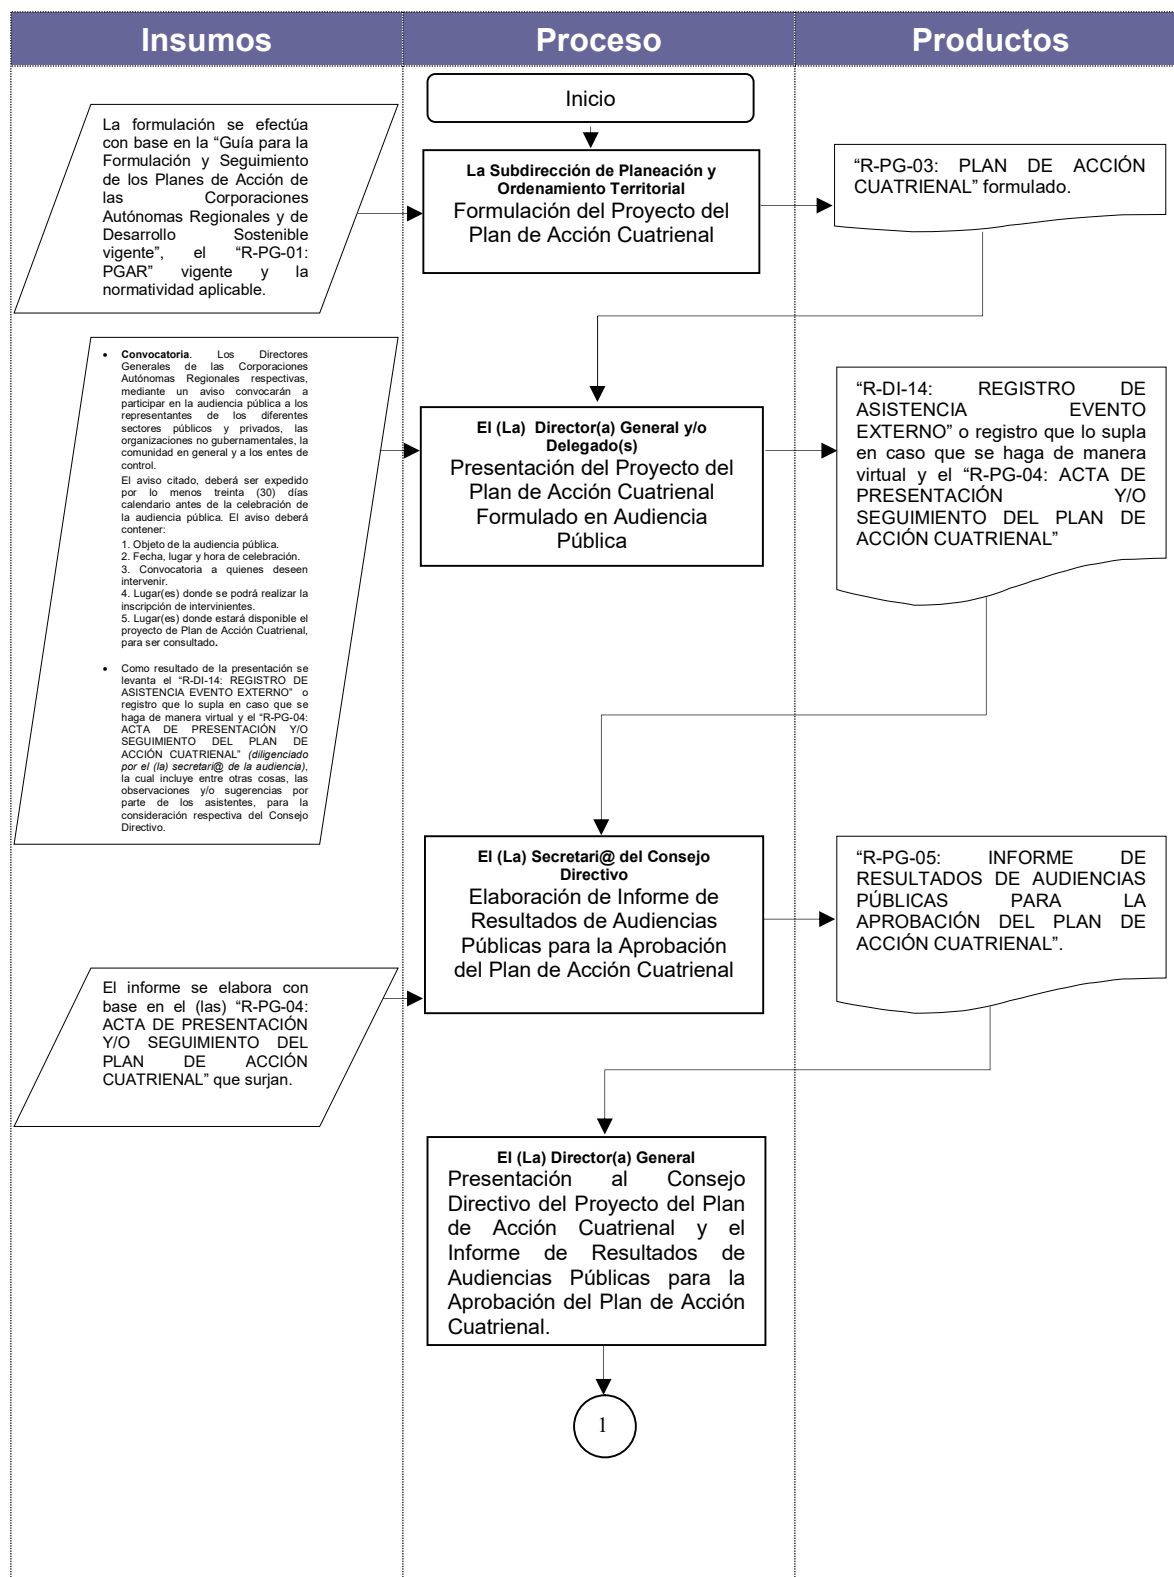 Insumos
Proceso
Productos
Inicio
La formulación se efectúa
con base en la “Guía para la
Formulación y Seguimiento
de los Planes de Acción de
las Corporaciones
Autónomas Regionales y de
Desarrollo Sostenible
vigente”, el “R-PG-01:
PGAR” vigente y la
normatividad aplicable.
La Subdirección de Planeación y
Ordenamiento Territorial
Formulación del Proyecto del
Plan de Acción Cuatrienal
“R-PG-03: PLAN DE ACCIÓN
CUATRIENAL” formulado.
• Convocatoria. Los Directores
Generales de las Corporaciones
Autónomas Regionales respectivas,
mediante un aviso convocarán a
participar en la audiencia pública a los
representantes de los diferentes
sectores públicos y privados, las
organizaciones no gubernamentales, la
comunidad en general y a los entes de
control.
El aviso citado, deberá ser expedido
por lo menos treinta (30) días
calendario antes de la celebración de
la audiencia pública. El aviso deberá
contener:
1. Objeto de la audiencia pública.
2. Fecha, lugar y hora de celebración.
3. Convocatoria a quienes deseen
intervenir.
4. Lugar(es) donde se podrá realizar la
inscripción de intervinientes.
5. Lugar(es) donde estará disponible el
proyecto de Plan de Acción Cuatrienal,
para ser consultado.
• Como resultado de la presentación se
levanta el “R-DI-14: REGISTRO DE
ASISTENCIA EVENTO EXTERNO” o
registro que lo supla en caso que se
haga de manera virtual y el “R-PG-04:
ACTA DE PRESENTACIÓN Y/O
SEGUIMIENTO DEL PLAN DE
ACCIÓN CUATRIENAL” (diligenciado
por el (la) secretari@ de la audiencia),
la cual incluye entre otras cosas, las
observaciones y/o sugerencias por
parte de los asistentes, para la
consideración respectiva del Consejo
Directivo.
El (La) Director(a) General y/o
Delegado(s)
Presentación del Proyecto del
Plan de Acción Cuatrienal
Formulado en Audiencia
Pública
“R-DI-14: REGISTRO DE
ASISTENCIA EVENTO
EXTERNO” o registro que lo supla
en caso que se haga de manera
virtual y el “R-PG-04: ACTA DE
PRESENTACIÓN Y/O
SEGUIMIENTO DEL PLAN DE
ACCIÓN CUATRIENAL”
El (La) Secretari@ del Consejo
Directivo
Elaboración de Informe de
Resultados de Audiencias
Públicas para la Aprobación
del Plan de Acción Cuatrienal
“R-PG-05: INFORME DE
RESULTADOS DE AUDIENCIAS
PÚBLICAS PARA LA
APROBACIÓN DEL PLAN DE
ACCIÓN CUATRIENAL”.
El informe se elabora con
base en el (las) “R-PG-04:
ACTA DE PRESENTACIÓN
Y/O SEGUIMIENTO DEL
PLAN DE ACCIÓN
CUATRIENAL” que surjan.
El (La) Director(a) General
Presentación al Consejo
Directivo del Proyecto del Plan
de Acción Cuatrienal y el
Informe de Resultados de
Audiencias Públicas para la
Aprobación del Plan de Acción
Cuatrienal.
1